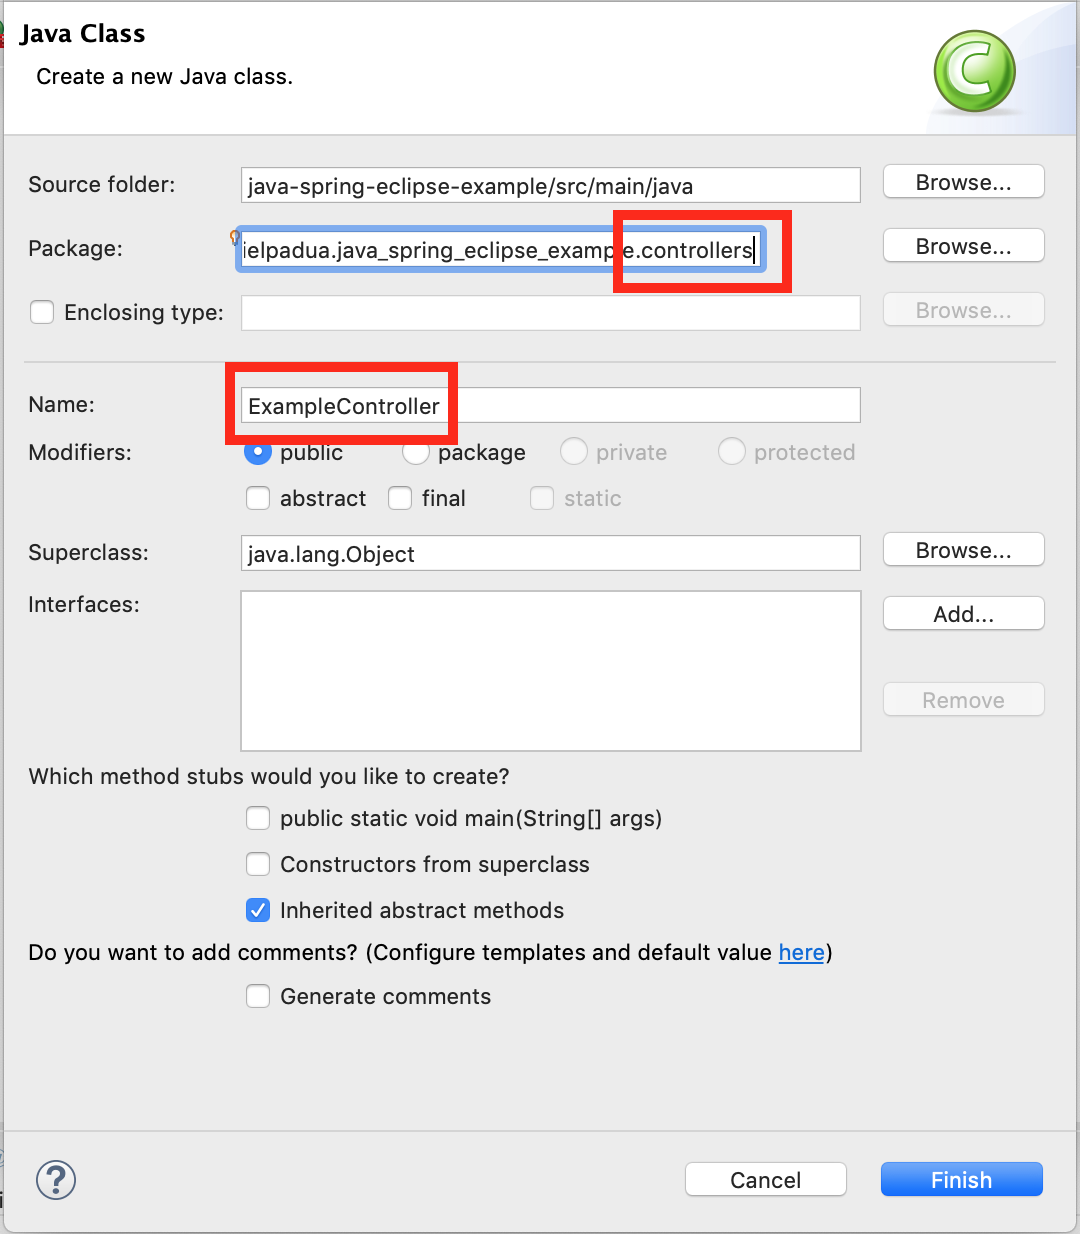 Java Class
Create a new Java class.
Source folder: java-spring-eclipse-example/src/main/java Browse...
Package: ielpadua.java_spring_eclipse_example.controllers Browse...
Enclosing type: Browse...
Name: ExampleController
Modifiers: public package private protected
abstract final static
Superclass: java.lang.Object Browse...
Interfaces: Add...
Remove
Which method stubs would you like to create?
public static void main(String[] args)
Constructors from superclass
Inherited abstract methods
Do you want to add comments? (Configure templates and default value here)
Generate comments
? Cancel Finish